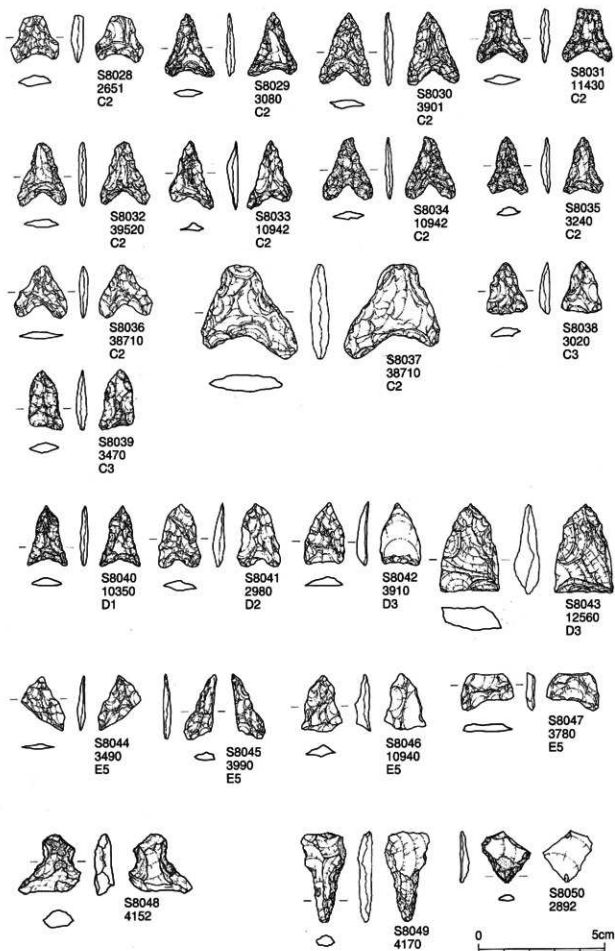 S8028
2651
C2
S8029
3080
C2
S8030
3901
C2
S8031
11430
C2
S8032
39520
C2
S8033
10942
C2
S8034
10942
C2
S8035
3240
C2
S8036
38710
C2
S8037
38710
C2
S8038
3020
C3
S8039
3470
C3
S8040
10350
D1
S8041
2980
D2
S8042
3910
D3
S8043
12560
D3
S8044
3490
E5
S8045
3990
E5
S8046
10940
E5
S8047
3780
E5
S8048
4152
S8049
4170
S8050
2892
0 5cm